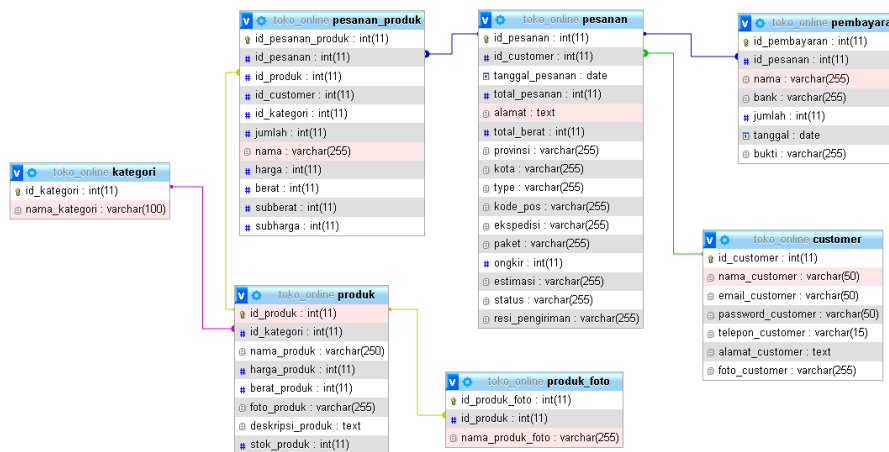 toko_online pesanan_produk
id_pesanan_produk : int(11)
id_pesanan : int(11)
id_produk : int(11)
id_customer : int(11)
id_kategori : int(11)
jumlah : int(11)
nama : varchar(255)
harga : int(11)
berat : int(11)
subberat : int(11)
subharga : int(11)
toko_online pesanan
id_pesanan : int(11)
id_customer : int(11)
tanggal_pesanan : date
total_pesanan : int(11)
alamat : text
total_berat : int(11)
provinsi : varchar(255)
kota : varchar(255)
type : varchar(255)
kode_pos : varchar(255)
ekspedisi : varchar(255)
paket : varchar(255)
ongkir : int(11)
estimasi : varchar(255)
status : varchar(255)
resi_pengiriman : varchar(255)
toko_online pembayara
id_pembayaran : int(11)
id_pesanan : int(11)
nama : varchar(255)
bank : varchar(255)
jumlah : int(11)
tanggal : date
bukti : varchar(255)
toko_online kategori
id_kategori : int(11)
nama_kategori : varchar(100)
toko_online customer
id_customer : int(11)
nama_customer : varchar(50)
email_customer : varchar(50)
password_customer : varchar(50)
telepon_customer : varchar(15)
alamat_customer : text
foto_customer : varchar(255)
toko_online produk
id_produk : int(11)
id_kategori : int(11)
nama_produk : varchar(250)
harga_produk : int(11)
berat_produk : int(11)
foto_produk : varchar(255)
deskripsi_produk : text
stok_produk : int(11)
toko_online produk_foto
id_produk_foto : int(11)
id_produk : int(11)
nama_produk_foto : varchar(255)